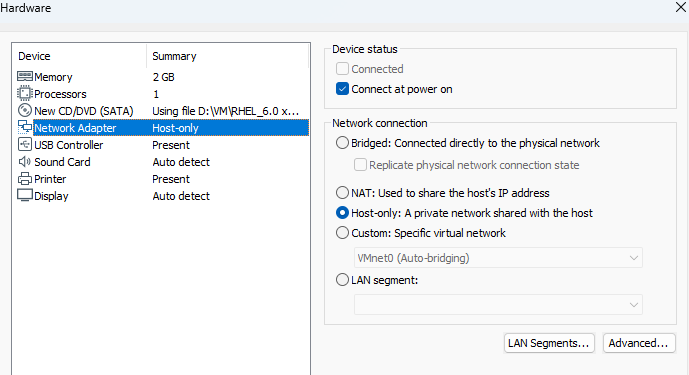 Hardware
Device Summary
Memory 2 GB
Processors 1
New CD/DVD (SATA) Using file D:\VM\RHEL_6.0 x...
Network Adapter Host-only
USB Controller Present
Sound Card Auto detect
Printer Present
Display Auto detect
Device status
Connected
Connect at power on
Network connection
Bridged: Connected directly to the physical network
Replicate physical network connection state
NAT: Used to share the host's IP address
Host-only: A private network shared with the host
Custom: Specific virtual network
VMnet0 (Auto-bridging)
LAN segment:
LAN Segments... Advanced...